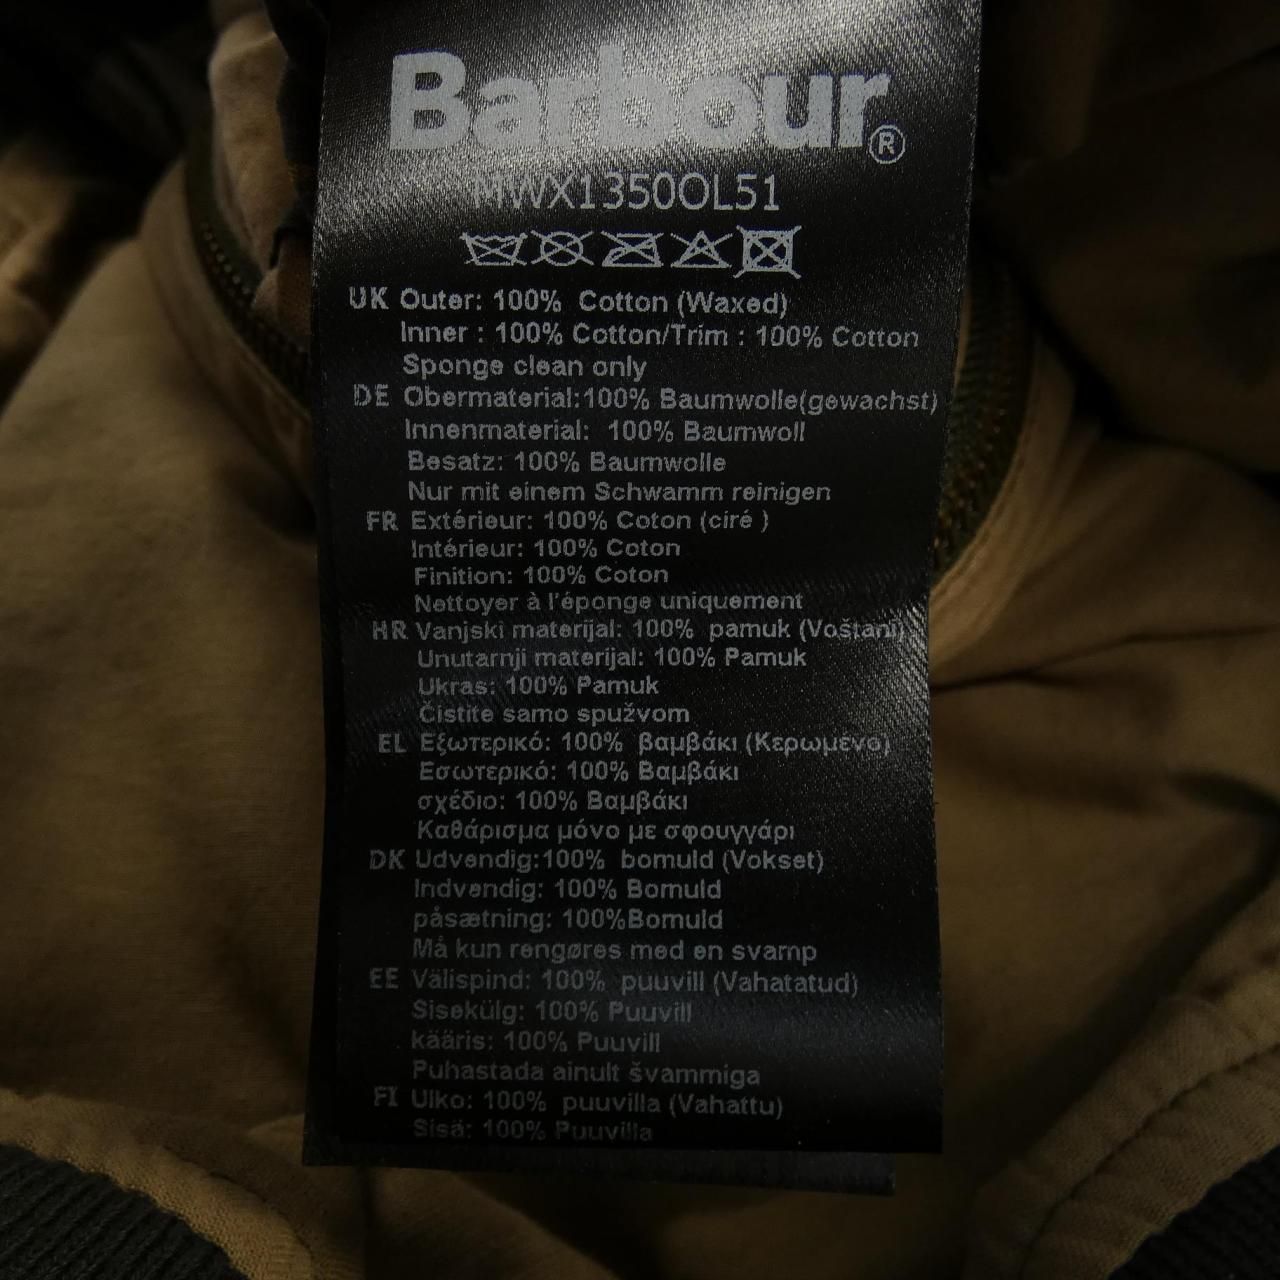 Barbour®
MWX1350OL51
UK Outer: 100% Cotton (Waxed)
Inner : 100% Cotton/Trim : 100% Cotton
Sponge clean only
DE Obermaterial:100% Baumwolle(gewachst)
Innenmaterial: 100% Baumwoll
Besatz: 100% Baumwolle
Nur mit einem Schwamm reinigen
FR Extérieur: 100% Coton (ciré )
Intérieur: 100% Coton
Finition: 100% Coton
Nettoyer à l'éponge uniquement
HR Vanjski materijal: 100% pamuk (Voštani)
Unutarnji materijal: 100% Pamuk
Ukras: 100% Pamuk
Čistite samo spužvom
EL Εξωτερικό: 100% βαμβάκι (Κερωμένο)
Εσωτερικό: 100% Βαμβάκι
σχέδιο: 100% Βαμβάκι
Καθάρισμα μόνο με σφουγγάρι
DK Udvendig:100% bomuld (Vokset)
Indvendig: 100% Bomuld
påsætning: 100%Bomuld
Må kun rengøres med en svamp
EE Välispind: 100% puuvill (Vahatatud)
Sisekülg: 100% Puuvill
kääris: 100% Puuvill
Puhastada ainult švammiga
FI Ulko: 100% puuvilla (Vahattu)
Sisä: 100% Puuvilla